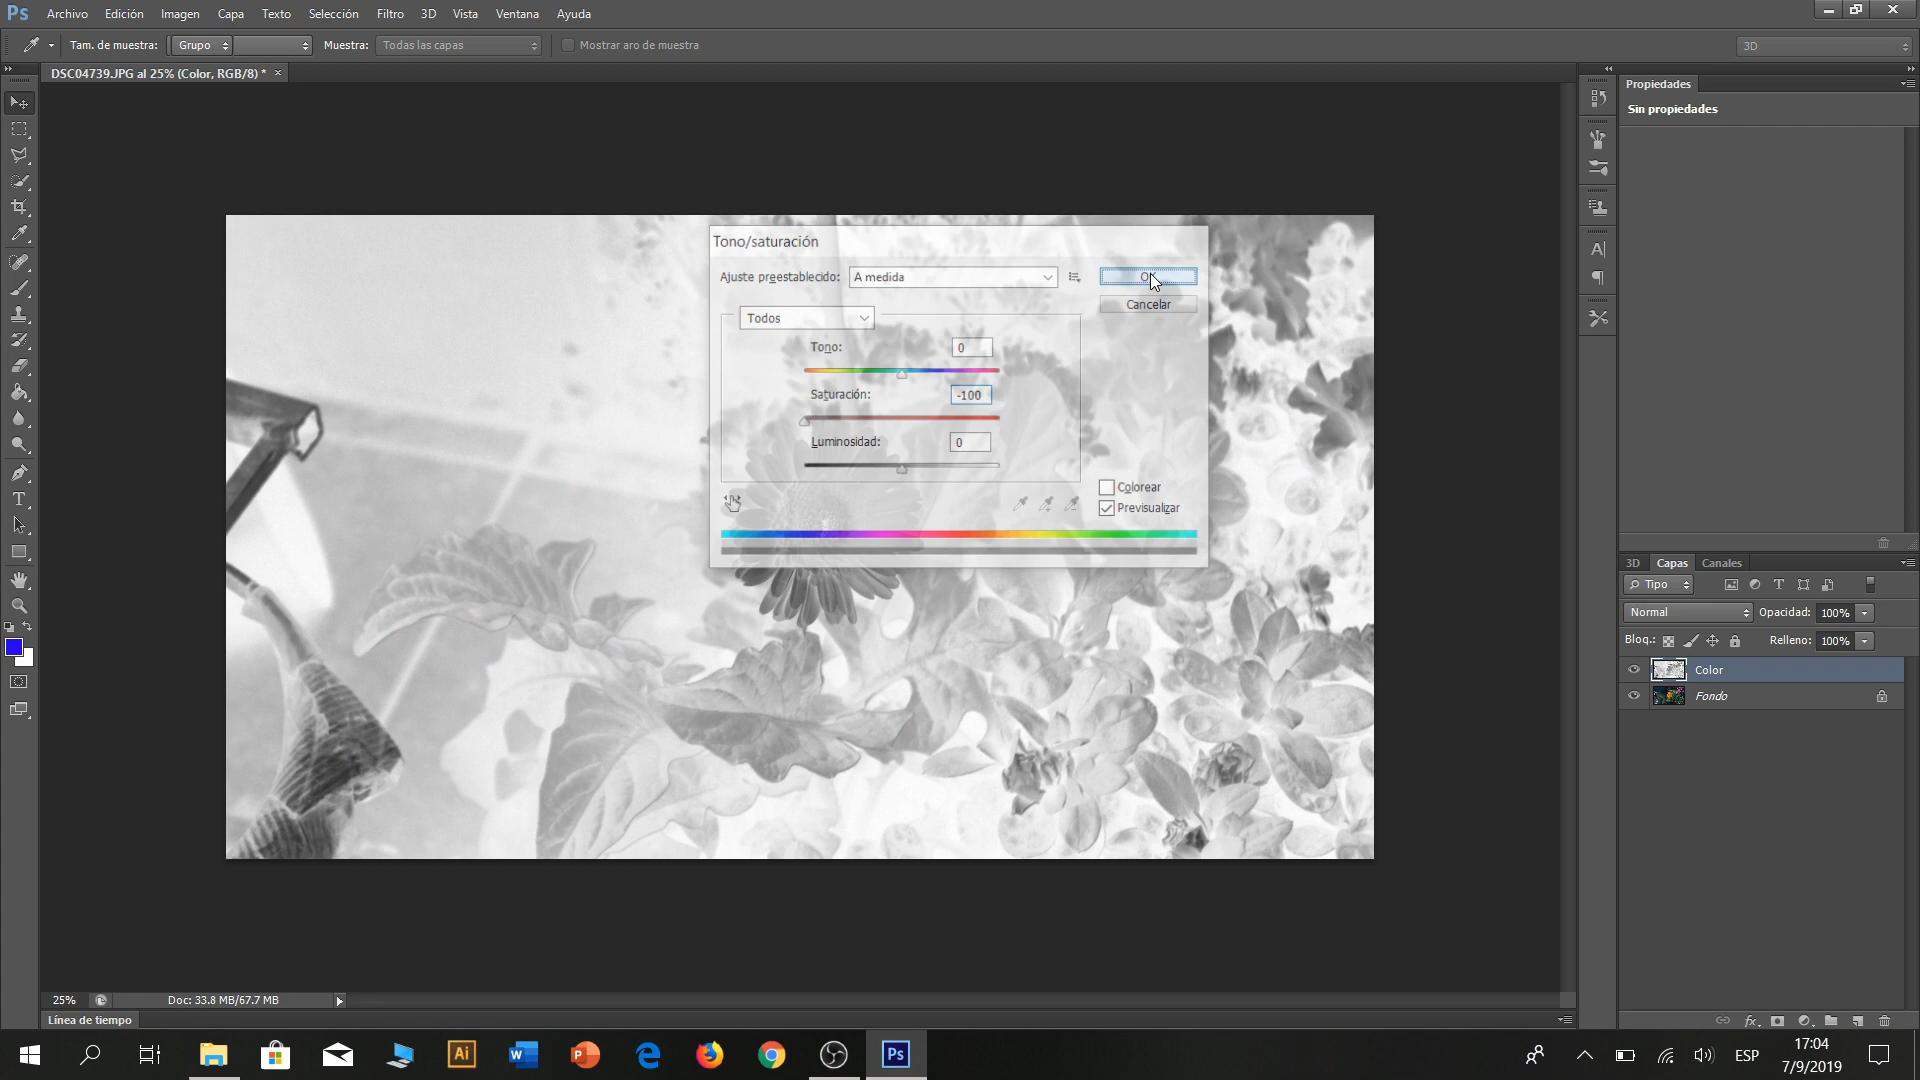 Ps Archivo Edición Imagen Capa Texto Selección Filtro 3D Vista Ventana Ayuda
Tam. de muestra: Grupo Muestra: Todas las capas Mostrar aro de muestra 3D
DSC04739.JPG al 25% (Color, RGB/8) * ×
Propiedades
Sin propiedades
Tono/saturación
Ajuste preestablecido: A medida OK
Cancelar
Todos
Tono: 0
Saturación: -100
Luminosidad: 0
Colorear
Previsualizar
3D Capas Canales
Tipo
Normal Opacidad: 100%
Bloq.: Relleno: 100%
Color
Fondo
25% Doc: 33.8 MB/67.7 MB
Línea de tiempo
Ai W P Ps ESP
17:04
7/9/2019